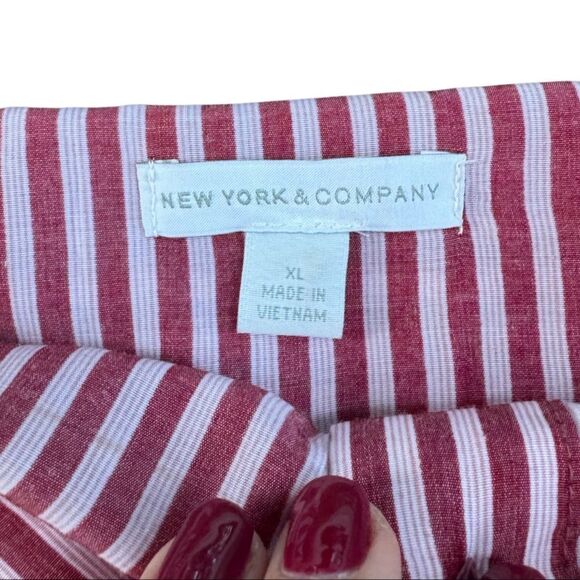 NEW YORK & COMPANY
XL
MADE IN
VIETNAM